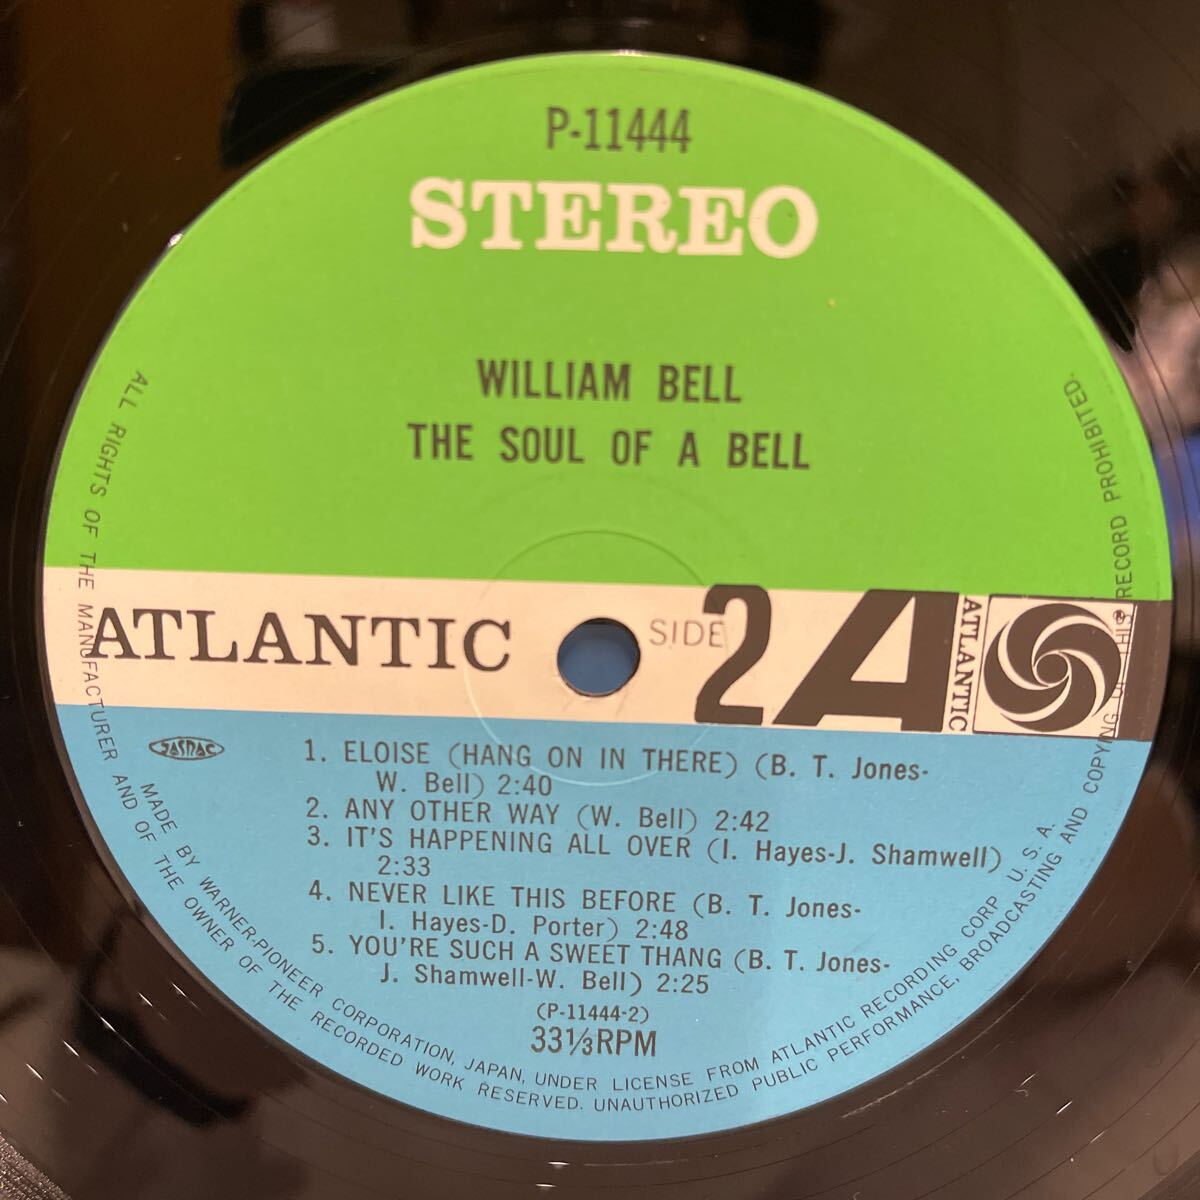 P-11444
STEREO
WILLIAM BELL
THE SOUL OF A BELL
ATLANTIC
SIDE 2
A
ATLANTIC
JASRAC
1. ELOISE (HANG ON IN THERE) (B. T. Jones-
W. Bell) 2:40
2. ANY OTHER WAY (W. Bell) 2:42
3. IT'S HAPPENING ALL OVER (I. Hayes-J. Shamwell)
2:33
4. NEVER LIKE THIS BEFORE (B. T. Jones-
I. Hayes-D. Porter) 2:48
5. YOU'RE SUCH A SWEET THANG (B. T. Jones-
J. Shamwell-W. Bell) 2:25
(P-11444-2)
33⅓RPM
MADE BY WARNER-PIONEER CORPORATION, JAPAN, UNDER LICENSE FROM ATLANTIC RECORDING CORP U. S. A.
ALL RIGHTS OF THE MANUFACTURER AND OF THE OWNER OF THE RECORDED WORK RESERVED. UNAUTHORIZED PUBLIC PERFORMANCE, BROADCASTING AND COPYING OF THIS RECORD PROHIBITED.
℗